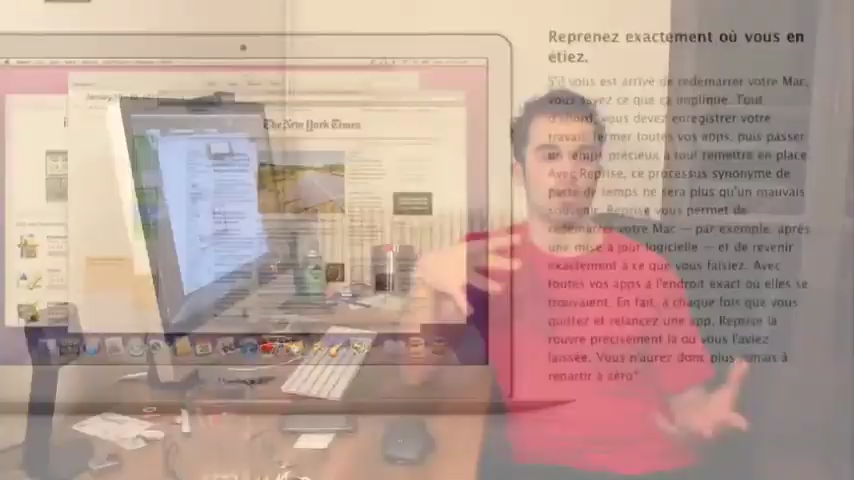 Reprenez exactement où vous en
étiez.
S'il vous est arrivé de redémarrer votre Mac,
vous savez ce que ça implique. Tout
d'abord, vous devez enregistrer votre
travail, fermer toutes vos apps, puis passer
un temps précieux à tout remettre en place.
Avec Reprise, ce processus synonyme de
perte de temps ne sera plus qu'un mauvais
souvenir. Reprise vous permet de
redémarrer votre Mac — par exemple, après
une mise à jour logicielle — et de revenir
exactement à ce que vous faisiez. Avec
toutes vos apps à l'endroit exact où elles se
trouvaient. En fait, à chaque fois que vous
quittez et relancez une app, Reprise la
rouvre précisément là où vous l'aviez
laissée. Vous n'aurez donc plus jamais à
repartir à zéro
The New York Times